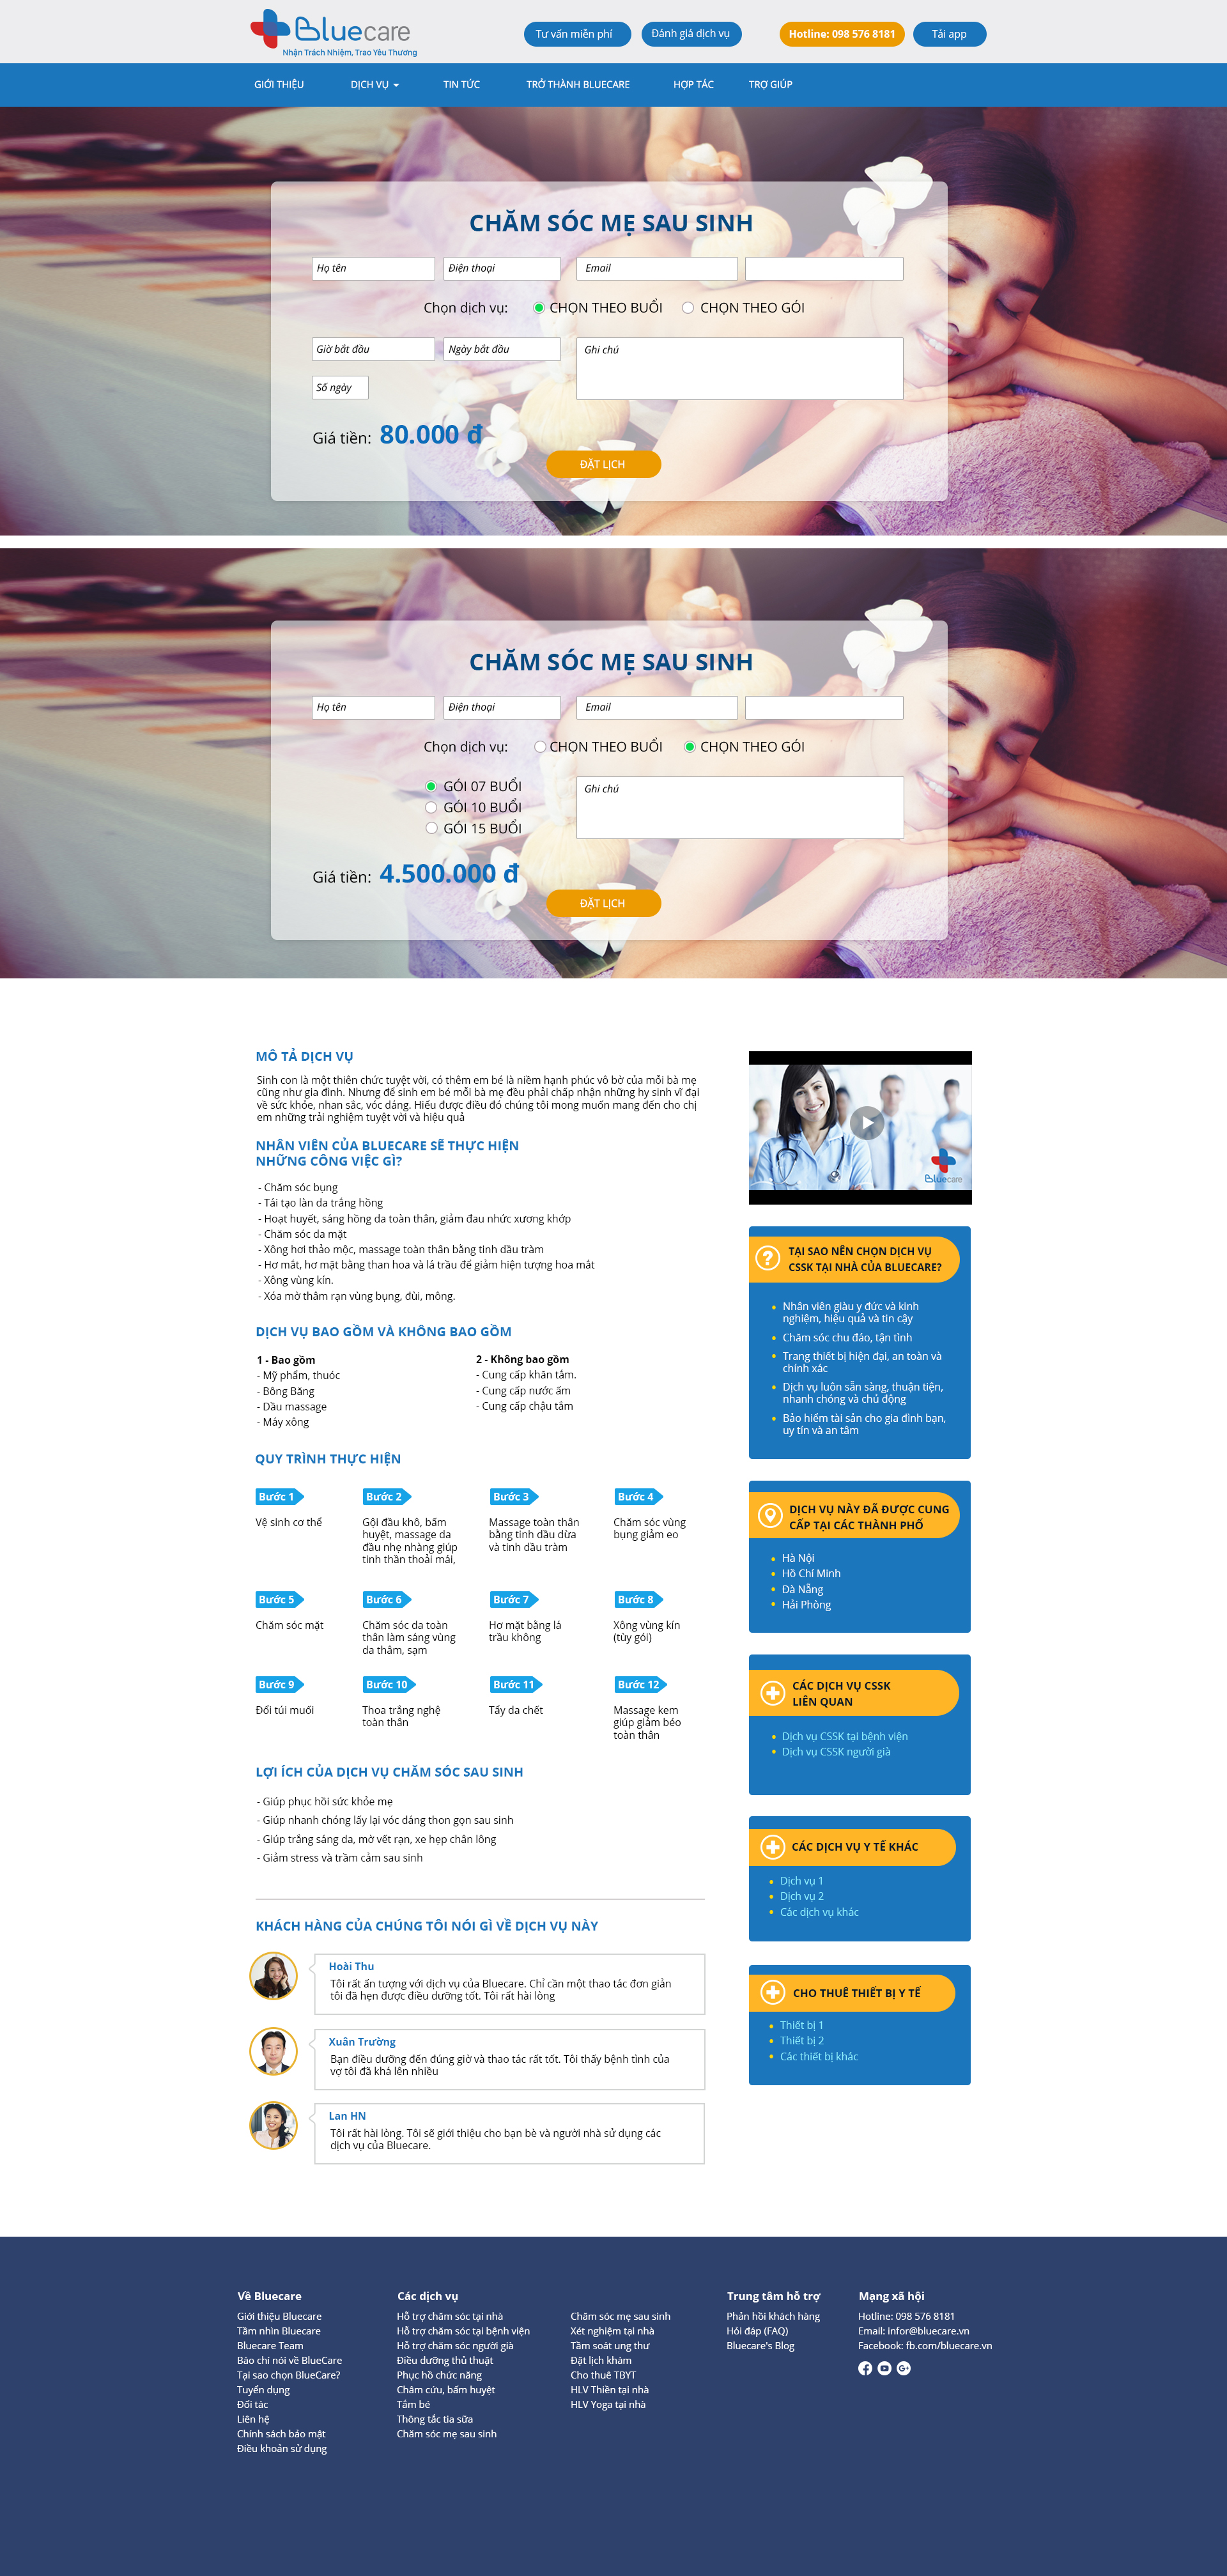 Bluecare
Nhận Trách Nhiệm, Trao Yêu Thương
Tư vấn miễn phí
Đánh giá dịch vụ
Hotline: 098 576 8181
Tải app
GIỚI THIỆU
DỊCH VỤ
TIN TỨC
TRỞ THÀNH BLUECARE
HỢP TÁC
TRỢ GIÚP
CHĂM SÓC MẸ SAU SINH
Họ tên
Điện thoại
Email
Chọn dịch vụ:
CHỌN THEO BUỔI
CHỌN THEO GÓI
Giờ bắt đầu
Ngày bắt đầu
Ghi chú
Số ngày
Giá tiền: 80.000 đ
ĐẶT LỊCH
CHĂM SÓC MẸ SAU SINH
Họ tên
Điện thoại
Email
Chọn dịch vụ:
CHỌN THEO BUỔI
CHỌN THEO GÓI
GÓI 07 BUỔI
GÓI 10 BUỔI
GÓI 15 BUỔI
Ghi chú
Giá tiền: 4.500.000 đ
ĐẶT LỊCH
MÔ TẢ DỊCH VỤ
Sinh con là một thiên chức tuyệt vời, có thêm em bé là niềm hạnh phúc vô bờ của mỗi bà mẹ
cũng như gia đình. Nhưng để sinh em bé mỗi bà mẹ đều phải chấp nhận những hy sinh vĩ đại
về sức khỏe, nhan sắc, vóc dáng. Hiểu được điều đó chúng tôi mong muốn mang đến cho chị
em những trải nghiệm tuyệt vời và hiệu quả
NHÂN VIÊN CỦA BLUECARE SẼ THỰC HIỆN
NHỮNG CÔNG VIỆC GÌ?
- Chăm sóc bụng
- Tái tạo làn da trắng hồng
- Hoạt huyết, sáng hồng da toàn thân, giảm đau nhức xương khớp
- Chăm sóc da mặt
- Xông hơi thảo mộc, massage toàn thân bằng tinh dầu tràm
- Hơ mắt, hơ mặt bằng than hoa và lá trầu để giảm hiện tượng hoa mắt
- Xông vùng kín.
- Xóa mờ thâm rạn vùng bụng, đùi, mông.
DỊCH VỤ BAO GỒM VÀ KHÔNG BAO GỒM
1 - Bao gồm
- Mỹ phẩm, thuóc
- Bông Băng
- Dầu massage
- Máy xông
2 - Không bao gồm
- Cung cấp khăn tắm.
- Cung cấp nước ấm
- Cung cấp chậu tắm
QUY TRÌNH THỰC HIỆN
Bước 1
Vệ sinh cơ thể
Bước 2
Gội đầu khô, bấm
huyệt, massage da
đầu nhẹ nhàng giúp
tinh thần thoải mái,
Bước 3
Massage toàn thân
bằng tinh dầu dừa
và tinh dầu tràm
Bước 4
Chăm sóc vùng
bụng giảm eo
Bước 5
Chăm sóc mặt
Bước 6
Chăm sóc da toàn
thân làm sáng vùng
da thâm, sạm
Bước 7
Hơ mặt bằng lá
trầu không
Bước 8
Xông vùng kín
(tùy gói)
Bước 9
Đối túi muối
Bước 10
Thoa trắng nghệ
toàn thân
Bước 11
Tẩy da chết
Bước 12
Massage kem
giúp giảm béo
toàn thân
LỢI ÍCH CỦA DỊCH VỤ CHĂM SÓC SAU SINH
- Giúp phục hồi sức khỏe mẹ
- Giúp nhanh chóng lấy lại vóc dáng thon gọn sau sinh
- Giúp trắng sáng da, mờ vết rạn, xe hẹp chân lông
- Giảm stress và trầm cảm sau sinh
KHÁCH HÀNG CỦA CHÚNG TÔI NÓI GÌ VỀ DỊCH VỤ NÀY
Hoài Thu
Tôi rất ấn tượng với dịch vụ của Bluecare. Chỉ cần một thao tác đơn giản
tôi đã hẹn được điều dưỡng tốt. Tôi rất hài lòng
Xuân Trường
Bạn điều dưỡng đến đúng giờ và thao tác rất tốt. Tôi thấy bệnh tình của
vợ tôi đã khá lên nhiều
Lan HN
Tôi rất hài lòng. Tôi sẽ giới thiệu cho bạn bè và người nhà sử dụng các
dịch vụ của Bluecare.
Bluecare
TẠI SAO NÊN CHỌN DỊCH VỤ
CSSK TẠI NHÀ CỦA BLUECARE?
Nhân viên giàu y đức và kinh
nghiệm, hiệu quả và tin cậy
Chăm sóc chu đáo, tận tình
Trang thiết bị hiện đại, an toàn và
chính xác
Dịch vụ luôn sẵn sàng, thuận tiện,
nhanh chóng và chủ động
Bảo hiểm tài sản cho gia đình bạn,
uy tín và an tâm
DỊCH VỤ NÀY ĐÃ ĐƯỢC CUNG
CẤP TẠI CÁC THÀNH PHỐ
Hà Nội
Hồ Chí Minh
Đà Nẵng
Hải Phòng
CÁC DỊCH VỤ CSSK
LIÊN QUAN
Dịch vụ CSSK tại bệnh viện
Dịch vụ CSSK người già
CÁC DỊCH VỤ Y TẾ KHÁC
Dịch vụ 1
Dịch vụ 2
Các dịch vụ khác
CHO THUÊ THIẾT BỊ Y TẾ
Thiết bị 1
Thiết bị 2
Các thiết bị khác
Về Bluecare
Giới thiệu Bluecare
Tầm nhìn Bluecare
Bluecare Team
Báo chí nói về BlueCare
Tại sao chọn BlueCare?
Tuyển dụng
Đối tác
Liên hệ
Chính sách bảo mật
Điều khoản sử dụng
Các dịch vụ
Hỗ trợ chăm sóc tại nhà
Hỗ trợ chăm sóc tại bệnh viện
Hỗ trợ chăm sóc người già
Điều dưỡng thủ thuật
Phục hồ chức năng
Châm cứu, bấm huyệt
Tắm bé
Thông tắc tia sữa
Chăm sóc mẹ sau sinh
Chăm sóc mẹ sau sinh
Xét nghiệm tại nhà
Tầm soát ung thư
Đặt lịch khám
Cho thuê TBYT
HLV Thiền tại nhà
HLV Yoga tại nhà
Trung tâm hỗ trợ
Phản hồi khách hàng
Hỏi đáp (FAQ)
Bluecare's Blog
Mạng xã hội
Hotline: 098 576 8181
Email: infor@bluecare.vn
Facebook: fb.com/bluecare.vn